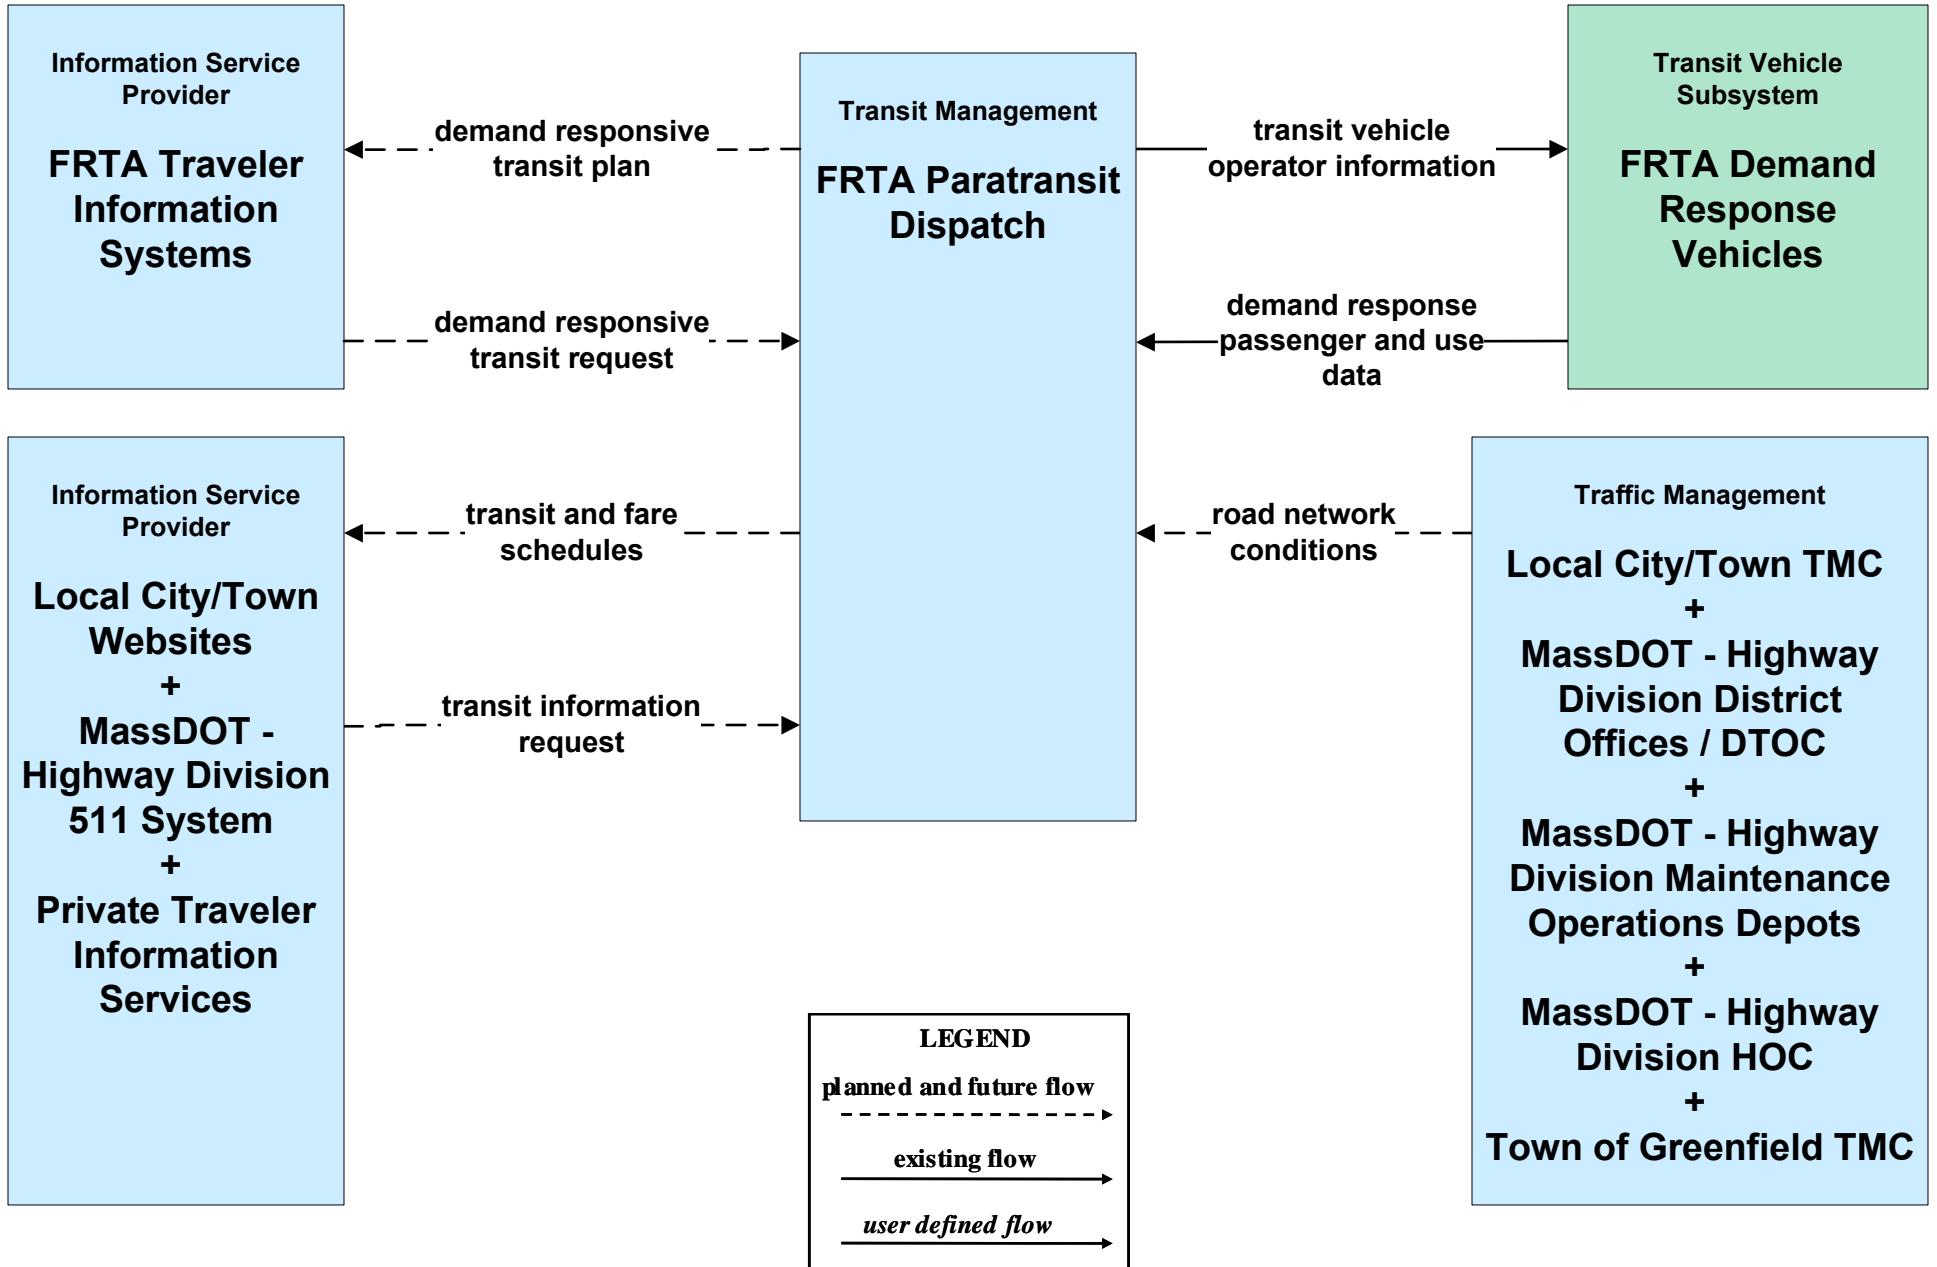 Information Service
Provider
FRTA Traveler
Information
Systems
demand responsive
transit plan
demand responsive
transit request
Transit Management
FRTA Paratransit
Dispatch
transit vehicle
operator information
demand response
passenger and use
data
Transit Vehicle
Subsystem
FRTA Demand
Response
Vehicles
Information Service
Provider
Local City/Town
Websites
+
MassDOT -
Highway Division
511 System
+
Private Traveler
Information
Services
transit and fare
schedules
transit information
request
road network
conditions
Traffic Management
Local City/Town TMC
+
MassDOT - Highway
Division District
Offices / DTOC
+
MassDOT - Highway
Division Maintenance
Operations Depots
+
MassDOT - Highway
Division HOC
+
Town of Greenfield TMC
LEGEND
planned and future flow
existing flow
user defined flow